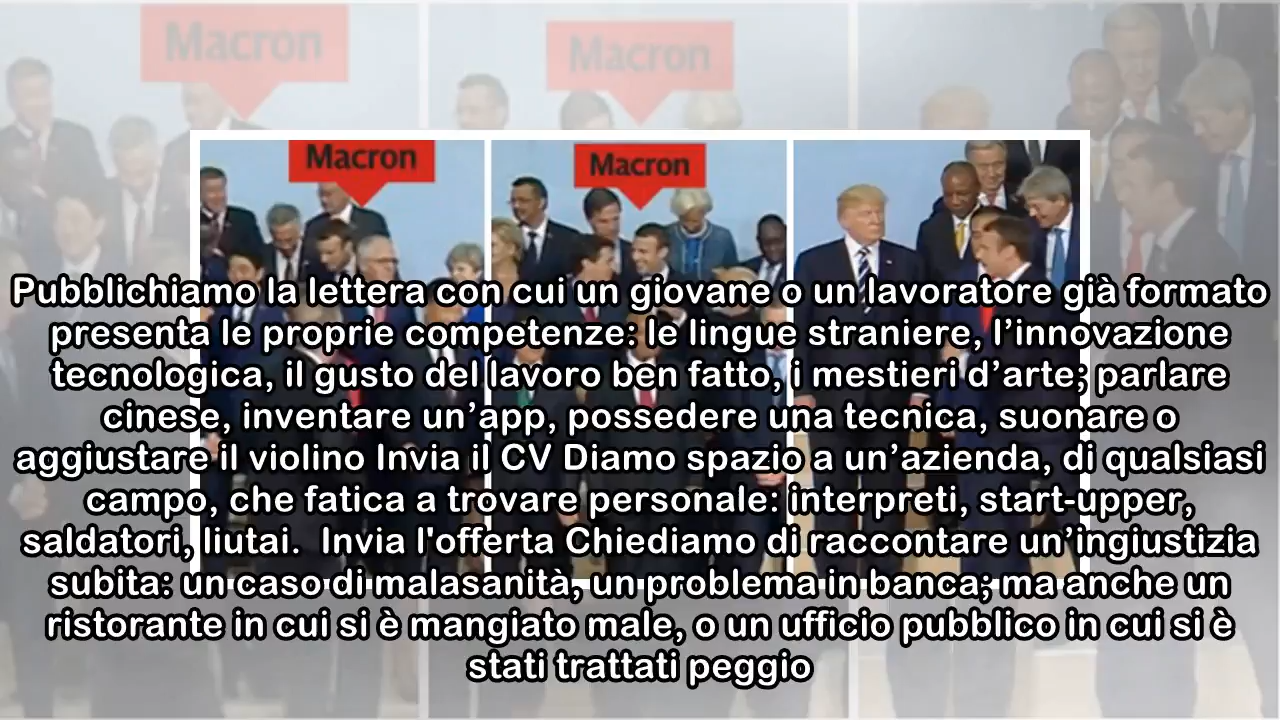 Macron
Macron
Macron
Macron
Pubblichiamo la lettera con cui un giovane o un lavoratore già formato
presenta le proprie competenze: le lingue straniere, l’innovazione
tecnologica, il gusto del lavoro ben fatto, i mestieri d’arte; parlare
cinese, inventare un’app, possedere una tecnica, suonare o
aggiustare il violino Invia il CV Diamo spazio a un’azienda, di qualsiasi
campo, che fatica a trovare personale: interpreti, start-upper,
saldatori, liutai.  Invia l'offerta Chiediamo di raccontare un’ingiustizia
subita: un caso di malasanità, un problema in banca; ma anche un
ristorante in cui si è mangiato male, o un ufficio pubblico in cui si è
stati trattati peggio